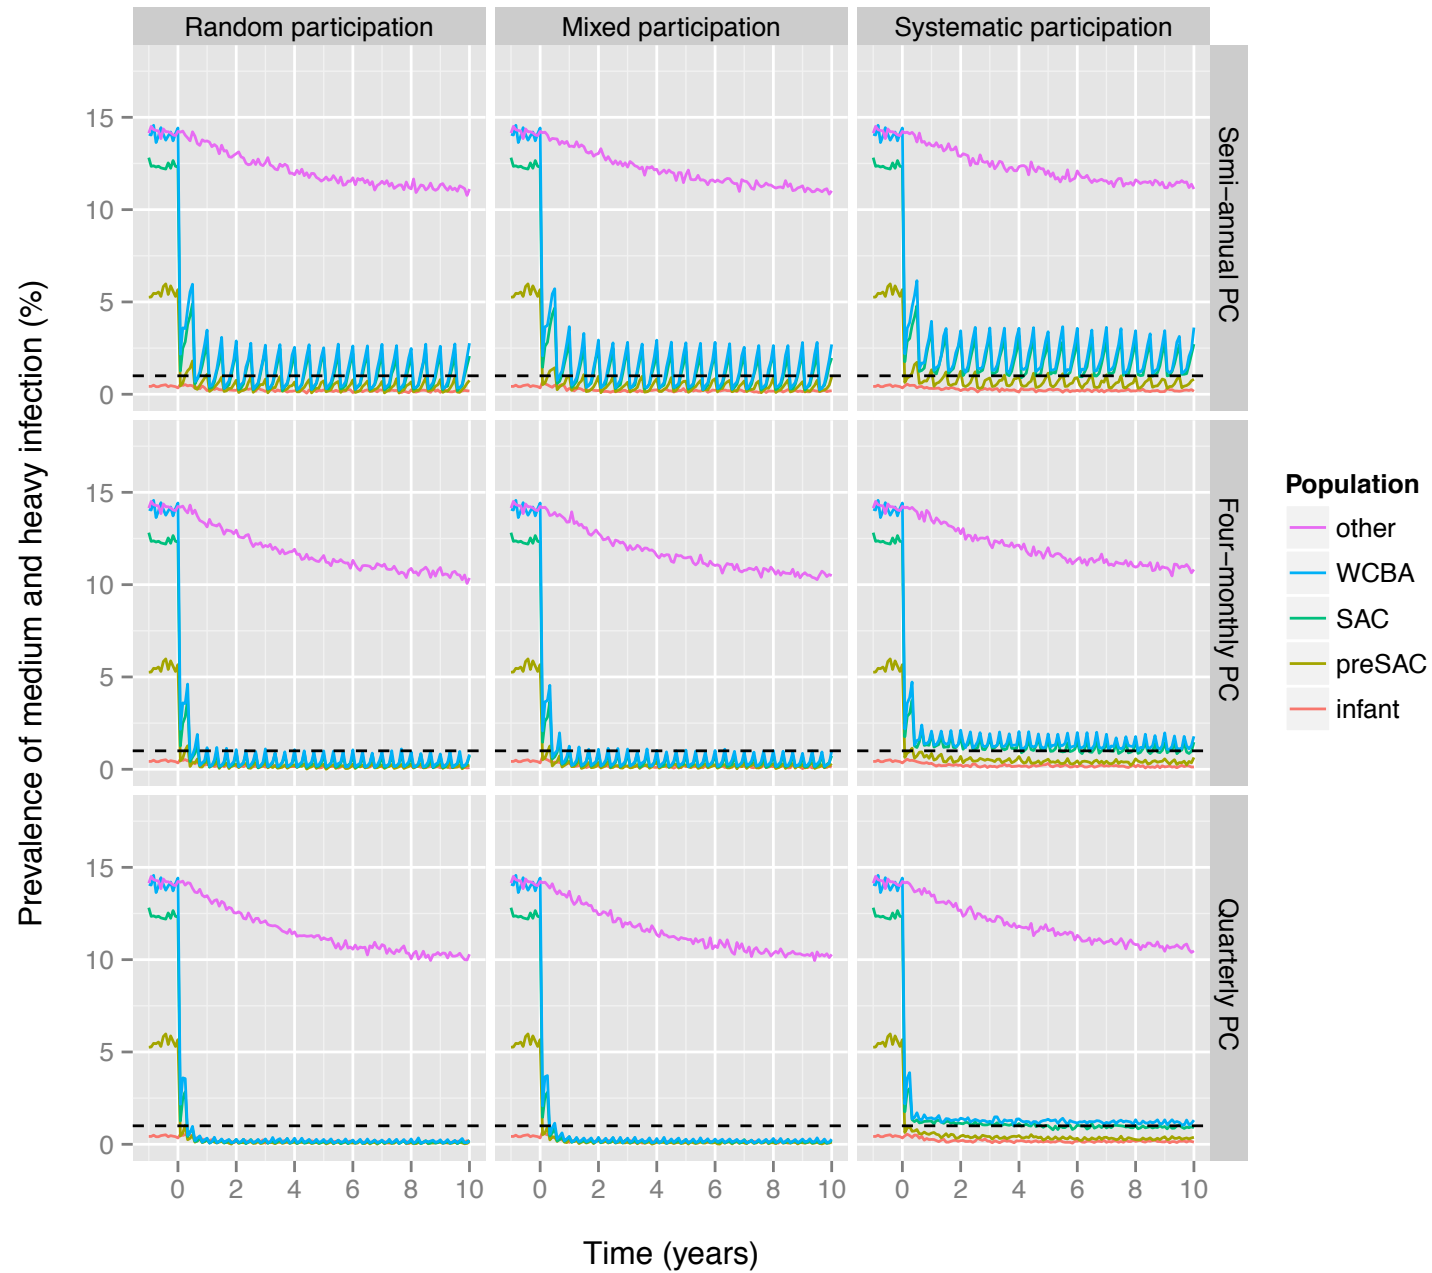 Random participation
Mixed participation
Systematic participation
Prevalence of medium and heavy infection (%)
15
10
5
0
Semi−annual PC
15
10
5
0
Four−monthly PC
15
10
5
0
Quarterly PC
0 2 4 6 8 10
0 2 4 6 8 10
0 2 4 6 8 10
Time (years)
Population
other
WCBA
SAC
preSAC
infant